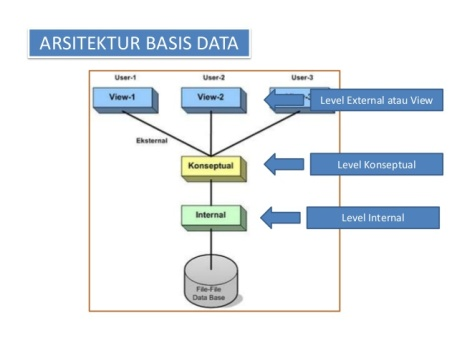 ARSITEKTUR BASIS DATA
User-1
User-2
User-3
View-1
View-2
Level External atau View
Eksternal
Konseptual
Level Konseptual
Internal
Level Internal
File-File
Data Base